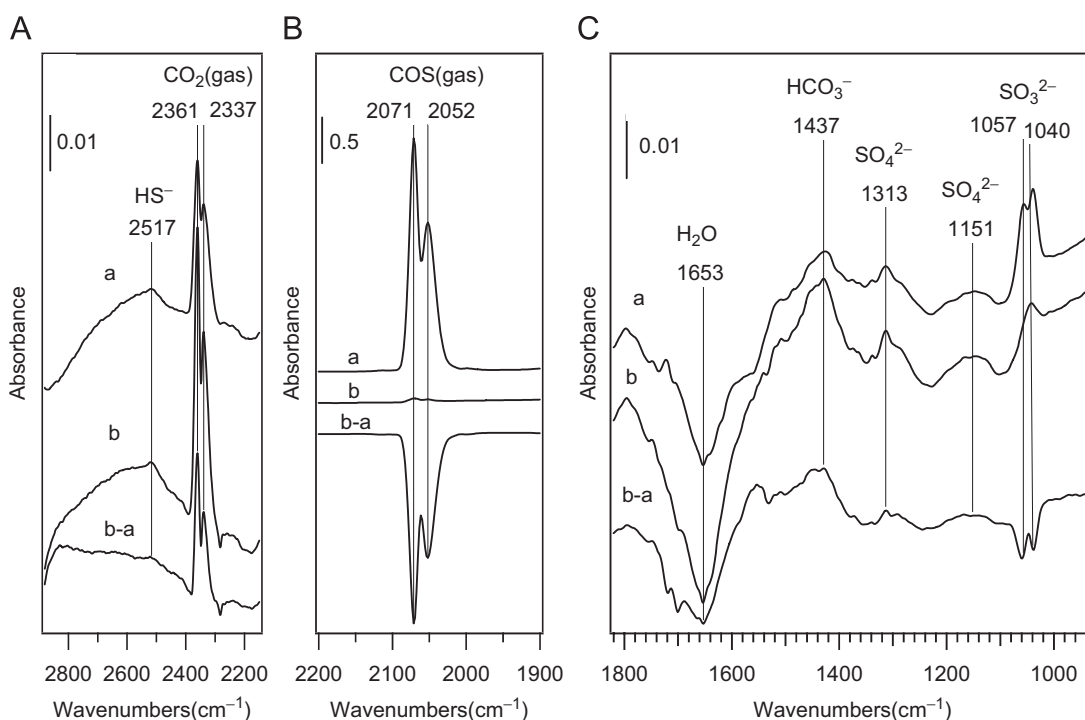 A
CO₂(gas)
2361 2337
0.01
HS⁻
2517
a
b
b-a
Absorbance
2800 2600 2400 2200
Wavenumbers(cm⁻¹)
B
COS(gas)
2071 2052
0.5
a
b
b-a
Absorbance
2200 2100 2000 1900
Wavenumbers(cm⁻¹)
C
HCO₃⁻
1437
SO₃²⁻
1057 1040
0.01
SO₄²⁻
1313
SO₄²⁻
1151
H₂O
1653
a
b
b-a
Absorbance
1800 1600 1400 1200 1000
Wavenumbers(cm⁻¹)